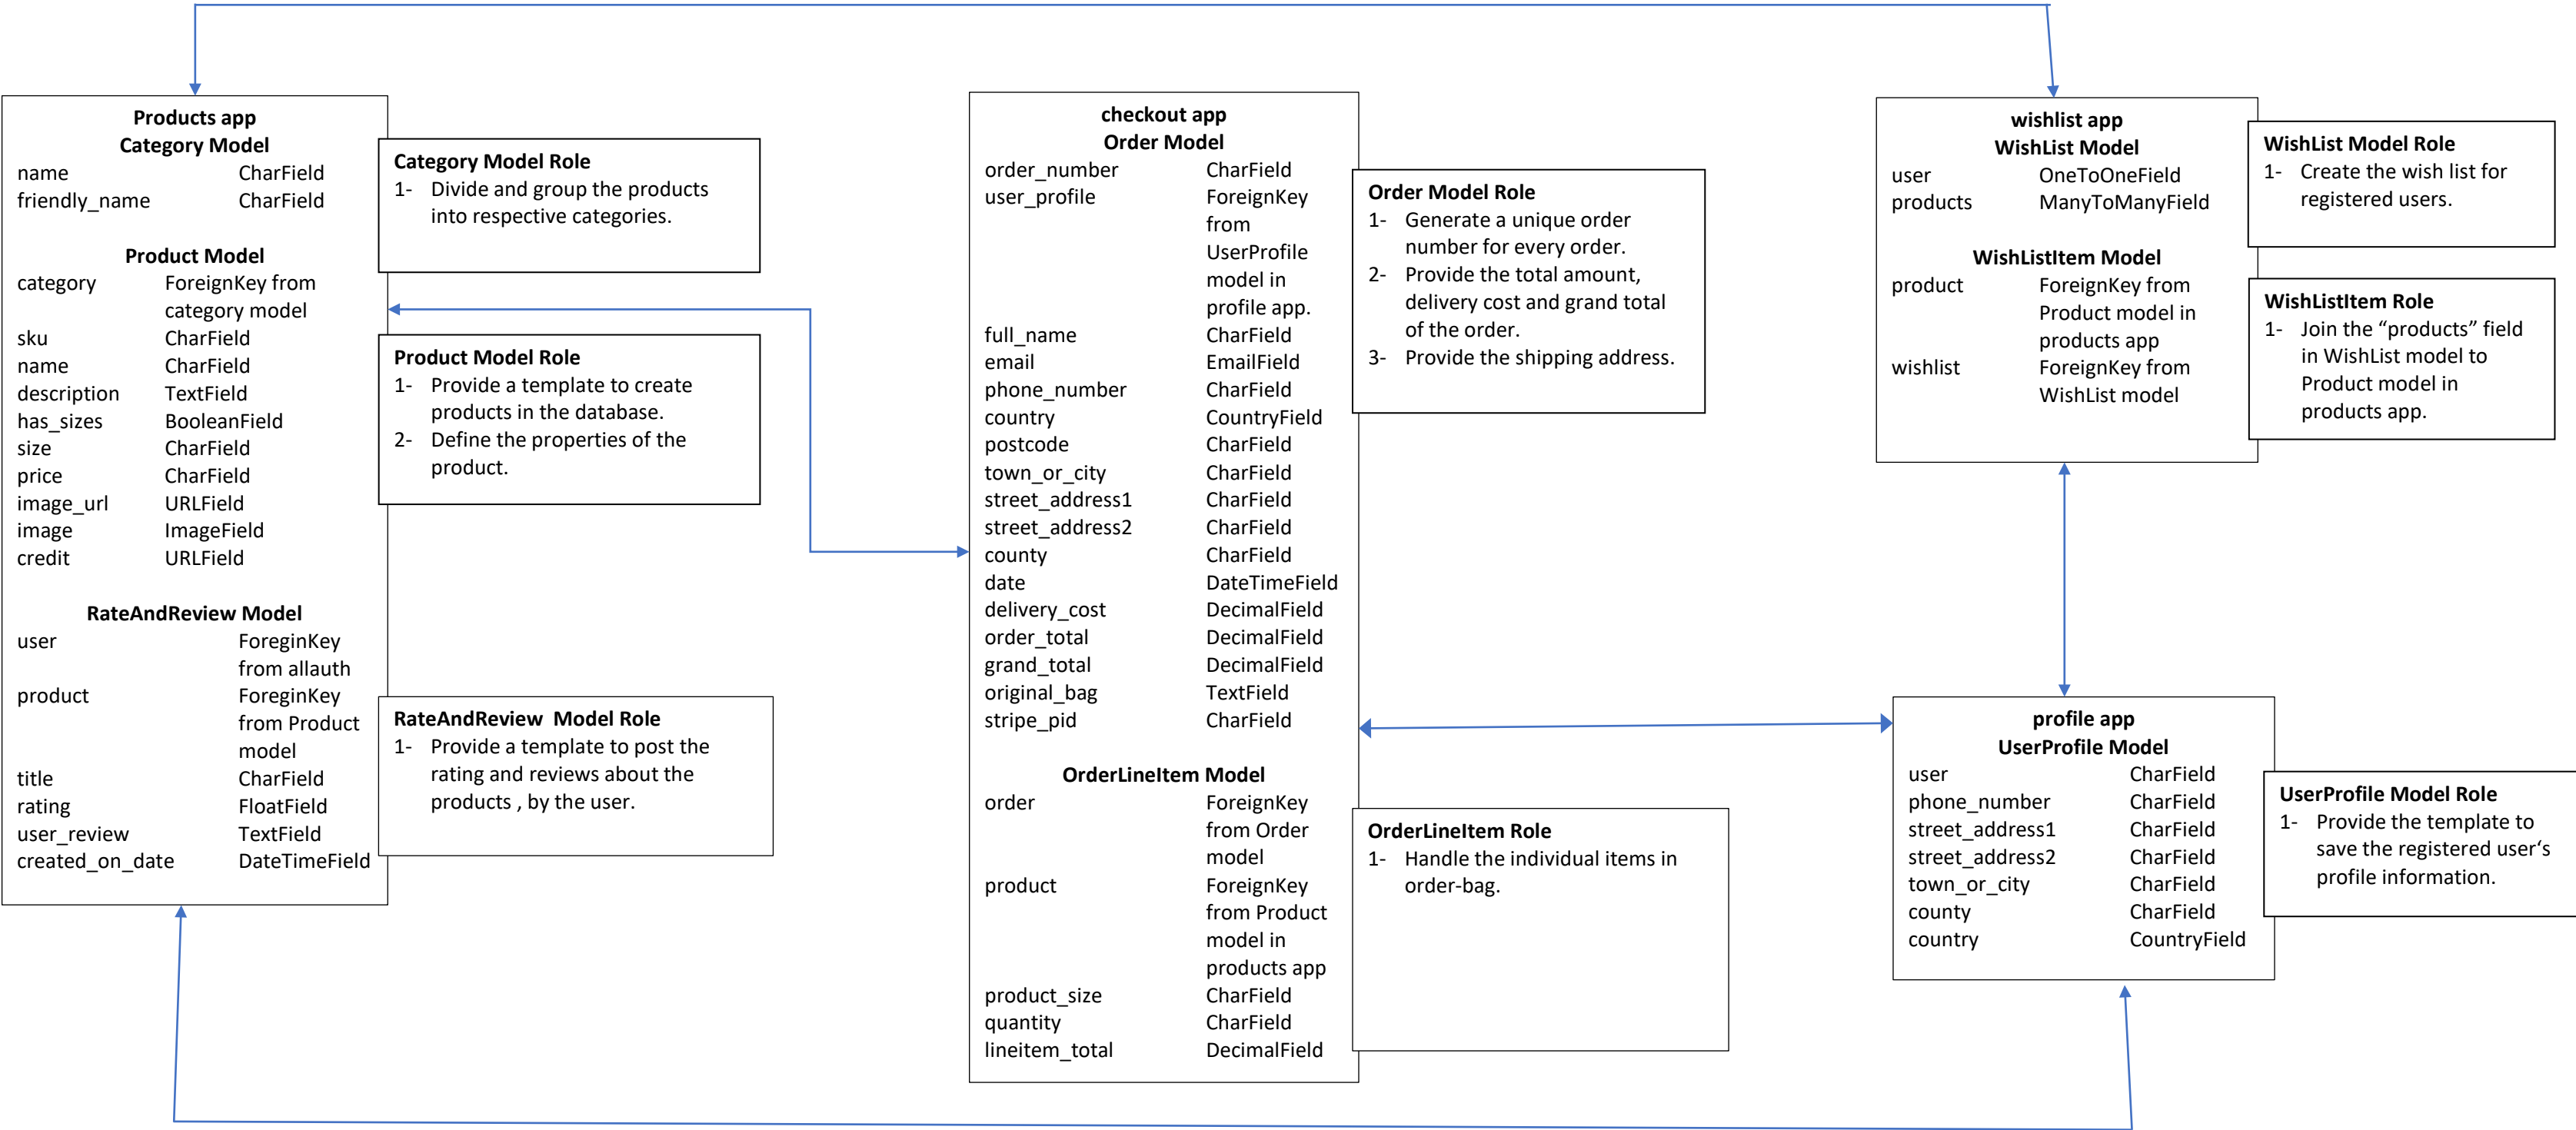 Products app
Category Model
name CharField
friendly_name CharField
Product Model
category ForeignKey from
category model
sku CharField
name CharField
description TextField
has_sizes BooleanField
size CharField
price CharField
image_url URLField
image ImageField
credit URLField
RateAndReview Model
user ForeginKey
from allauth
product ForeginKey
from Product
model
title CharField
rating FloatField
user_review TextField
created_on_date DateTimeField
Category Model Role
1- Divide and group the products
into respective categories.
Product Model Role
1- Provide a template to create
products in the database.
2- Define the properties of the
product.
RateAndReview Model Role
1- Provide a template to post the
rating and reviews about the
products , by the user.
checkout app
Order Model
order_number CharField
user_profile ForeignKey
from
UserProfile
model in
profile app.
full_name CharField
email EmailField
phone_number CharField
country CountryField
postcode CharField
town_or_city CharField
street_address1 CharField
street_address2 CharField
county CharField
date DateTimeField
delivery_cost DecimalField
order_total DecimalField
grand_total DecimalField
original_bag TextField
stripe_pid CharField
OrderLineItem Model
order ForeignKey
from Order
model
product ForeignKey
from Product
model in
products app
product_size CharField
quantity CharField
lineitem_total DecimalField
Order Model Role
1- Generate a unique order
number for every order.
2- Provide the total amount,
delivery cost and grand total
of the order.
3- Provide the shipping address.
OrderLineItem Role
1- Handle the individual items in
order-bag.
wishlist app
WishList Model
user OneToOneField
products ManyToManyField
WishListItem Model
product ForeignKey from
Product model in
products app
wishlist ForeignKey from
WishList model
WishList Model Role
1- Create the wish list for
registered users.
WishListItem Role
1- Join the “products” field
in WishList model to
Product model in
products app.
profile app
UserProfile Model
user CharField
phone_number CharField
street_address1 CharField
street_address2 CharField
town_or_city CharField
county CharField
country CountryField
UserProfile Model Role
1- Provide the template to
save the registered user‘s
profile information.